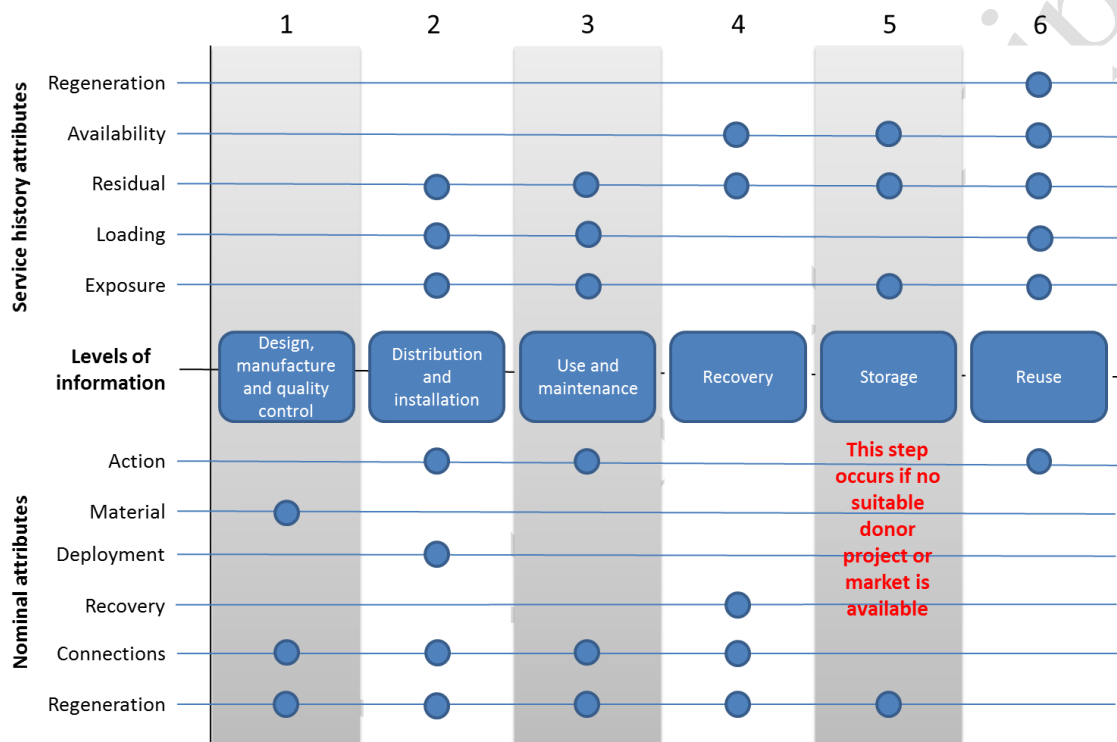 1 2 3 4 5 6
Regeneration
Availability
Residual
Loading
Exposure
Service history attributes
Levels of
information
Design,
manufacture
and quality
control
Distribution
and
installation
Use and
maintenance
Recovery
Storage
Reuse
Action
Material
Deployment
Recovery
Connections
Regeneration
Nominal attributes
This step
occurs if no
suitable
donor
project or
market is
available